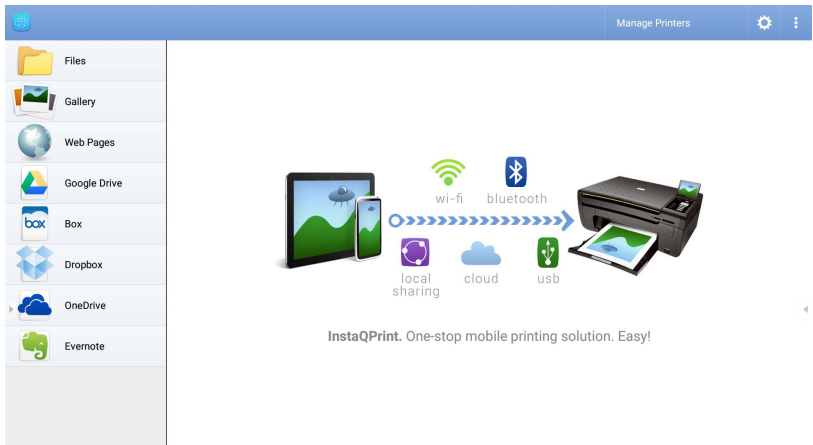 Manage Printers
Files
Gallery
Web Pages
Google Drive
box
Box
Dropbox
OneDrive
Evernote
wi-fi
bluetooth
local
sharing
cloud
usb
InstaQPrint. One-stop mobile printing solution. Easy!